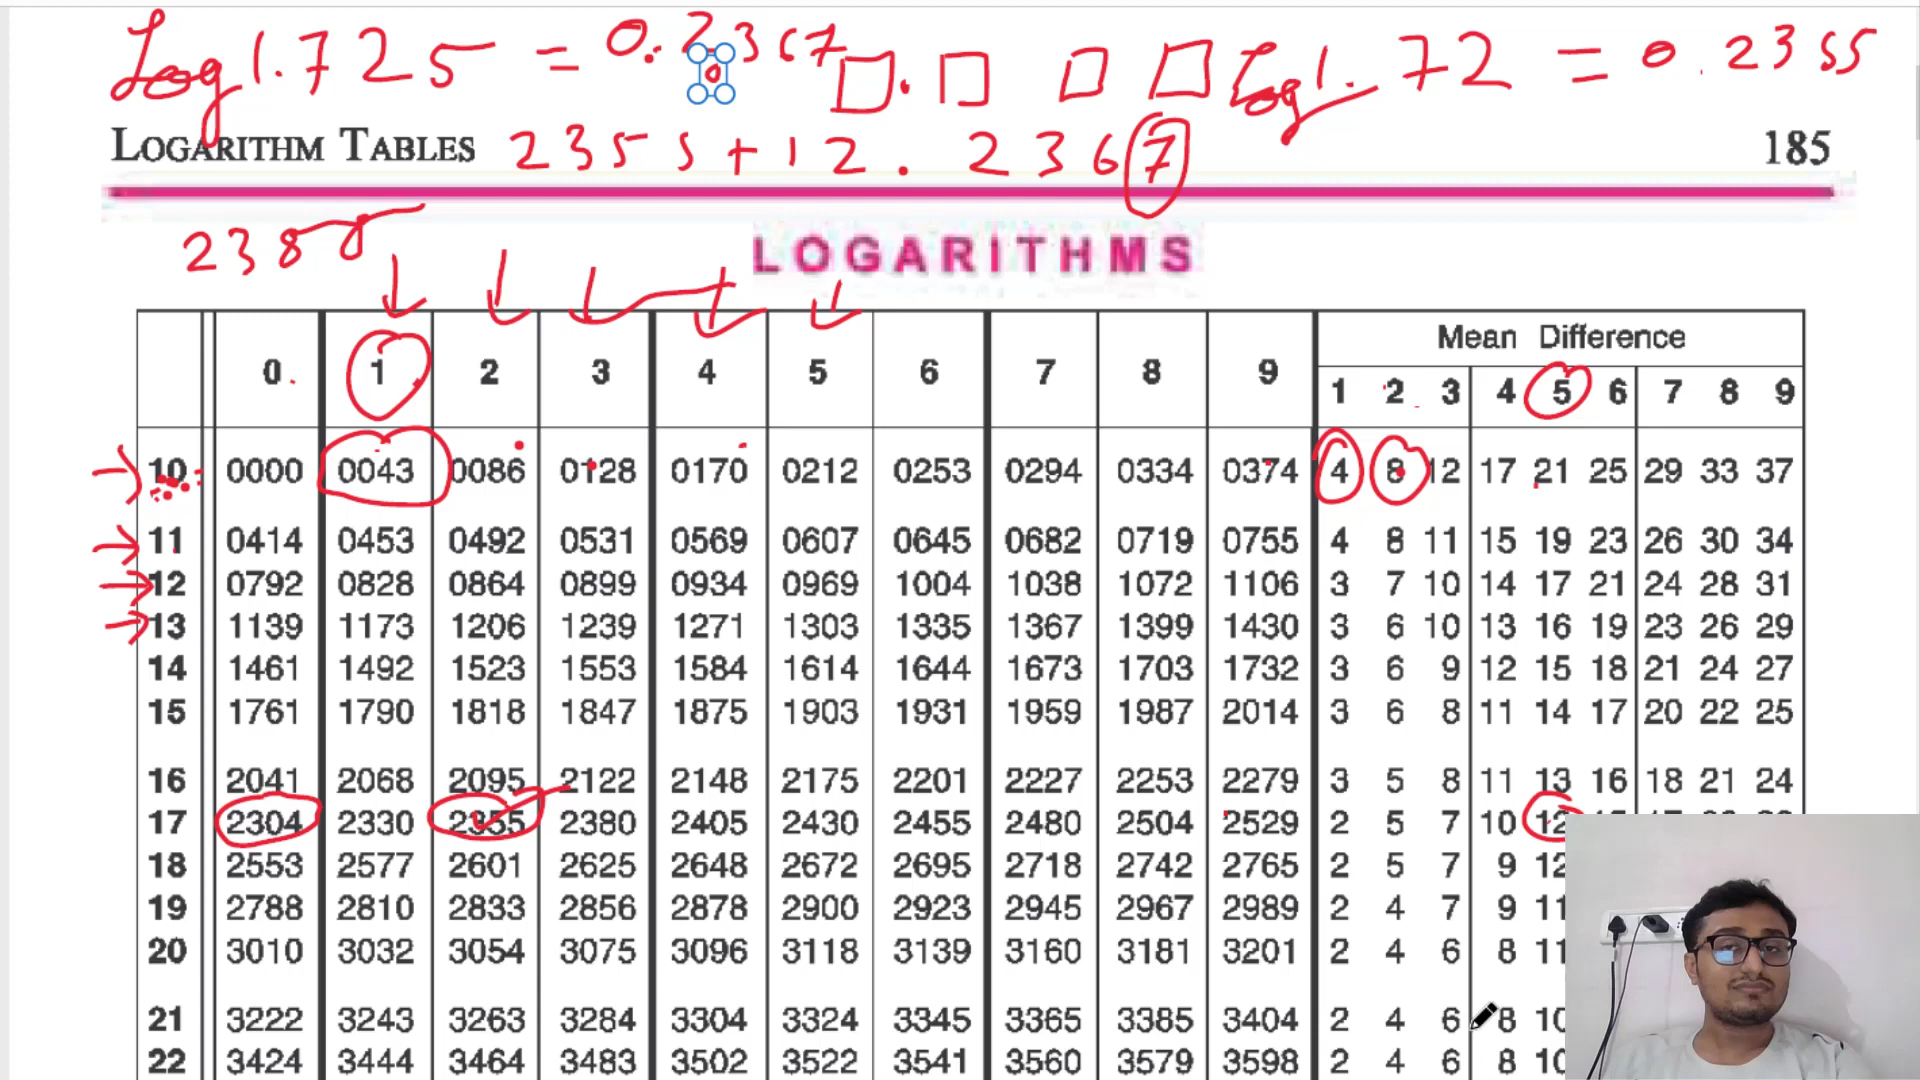 Log 1.725 = 0.2367 Log 1.72 = 0.2355
LOGARITHM TABLES 2355 + 12. 2367 185
238
LOGARITHMS
Mean Difference
0 1 2 3 4 5 6 7 8 9 1 2 3 4 5 6 7 8 9
10 0000 0043 0086 0128 0170 0212 0253 0294 0334 0374 4 8 12 17 21 25 29 33 37
11 0414 0453 0492 0531 0569 0607 0645 0682 0719 0755 4 8 11 15 19 23 26 30 34
12 0792 0828 0864 0899 0934 0969 1004 1038 1072 1106 3 7 10 14 17 21 24 28 31
13 1139 1173 1206 1239 1271 1303 1335 1367 1399 1430 3 6 10 13 16 19 23 26 29
14 1461 1492 1523 1553 1584 1614 1644 1673 1703 1732 3 6 9 12 15 18 21 24 27
15 1761 1790 1818 1847 1875 1903 1931 1959 1987 2014 3 6 8 11 14 17 20 22 25
16 2041 2068 2095 2122 2148 2175 2201 2227 2253 2279 3 5 8 11 13 16 18 21 24
17 2304 2330 2355 2380 2405 2430 2455 2480 2504 2529 2 5 7 10 12
18 2553 2577 2601 2625 2648 2672 2695 2718 2742 2765 2 5 7 9 12
19 2788 2810 2833 2856 2878 2900 2923 2945 2967 2989 2 4 7 9 11
20 3010 3032 3054 3075 3096 3118 3139 3160 3181 3201 2 4 6 8 11
21 3222 3243 3263 3284 3304 3324 3345 3365 3385 3404 2 4 6 8 10
22 3424 3444 3464 3483 3502 3522 3541 3560 3579 3598 2 4 6 8 10